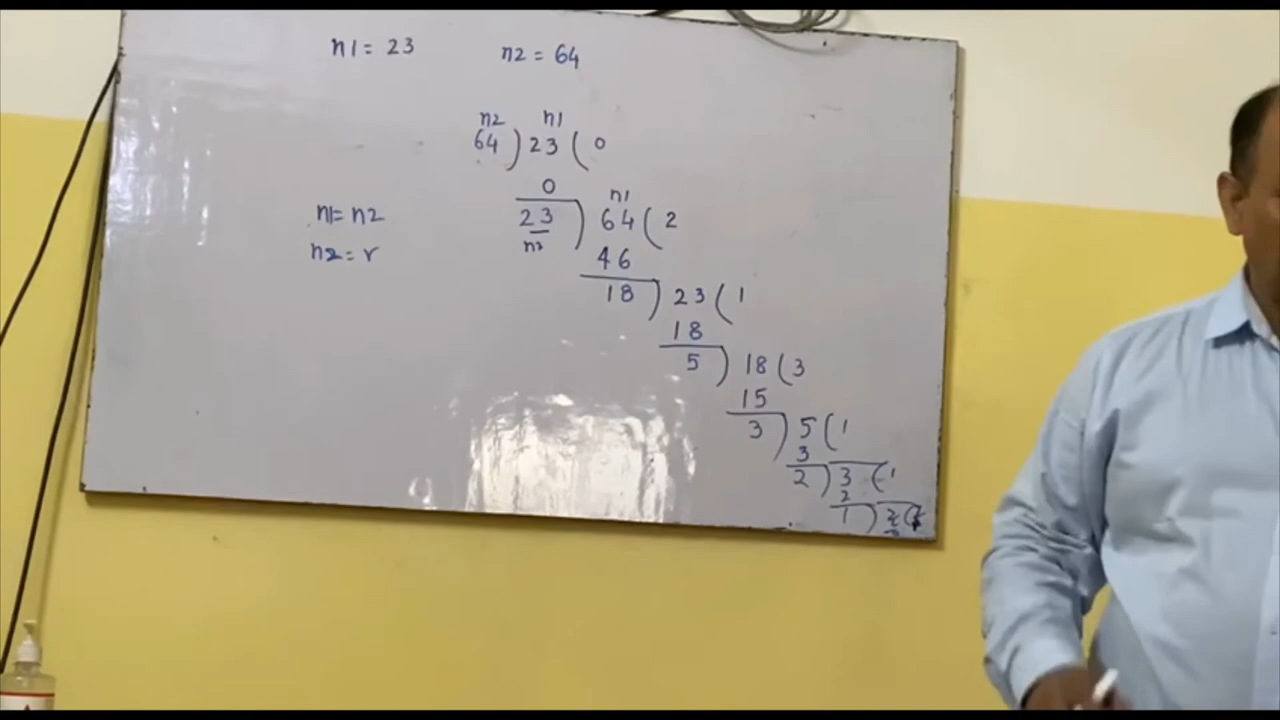 n1 = 23 n2 = 64
n2 n1
64 ) 23 ( 0
0 n1
n1 = n2 23 ) 64 ( 2
n2 = r n2 46
18 ) 23 ( 1
18
5 ) 18 ( 3
15
3 ) 5 ( 1
3
2 ) 3 ( 1
2
1 ) 2 (